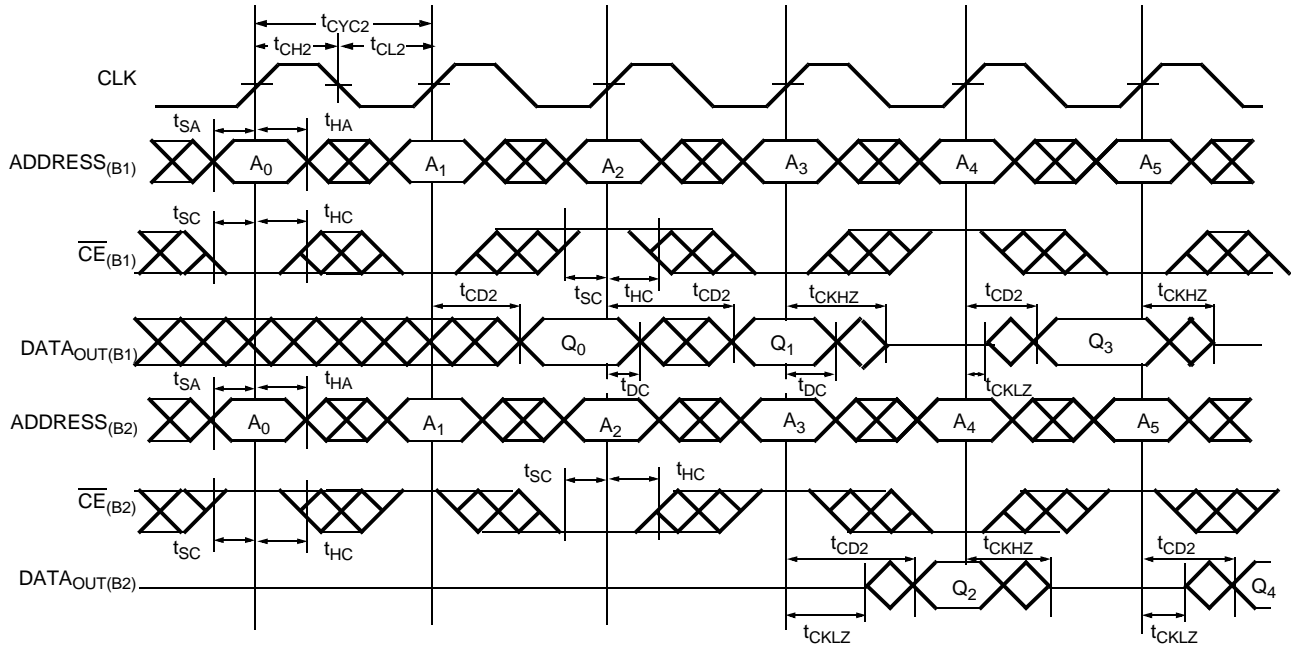 tCYC2
tCH2 tCL2
CLK
tSA tHA
ADDRESS(B1) A0 A1 A2 A3 A4 A5
tSC tHC
CE(B1)
tSC tHC
tCD2 tCD2 tCKHZ tCD2 tCKHZ
DATAOUT(B1) Q0 Q1 Q3
tSA tHA tDC tDC tCKLZ
ADDRESS(B2) A0 A1 A2 A3 A4 A5
tSC tHC
CE(B2)
tSC tHC tCD2 tCKHZ tCD2
DATAOUT(B2) Q2 Q4
tCKLZ tCKLZ